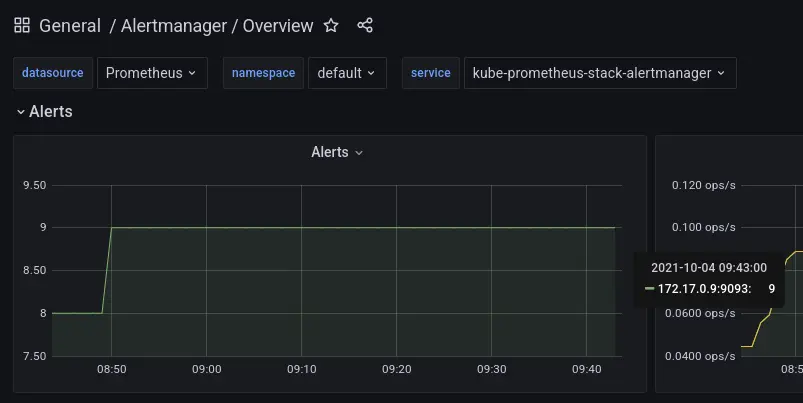 General / Alertmanager / Overview
datasource Prometheus namespace default service kube-prometheus-stack-alertmanager
Alerts
Alerts
9.50
9
8.50
8
7.50
08:50 09:00 09:10 09:20 09:30 09:40
0.120 ops/s
0.100 ops/s
2021-10-04 09:43:00
172.17.0.9:9093: 9
0.0600 ops/s
0.0400 ops/s